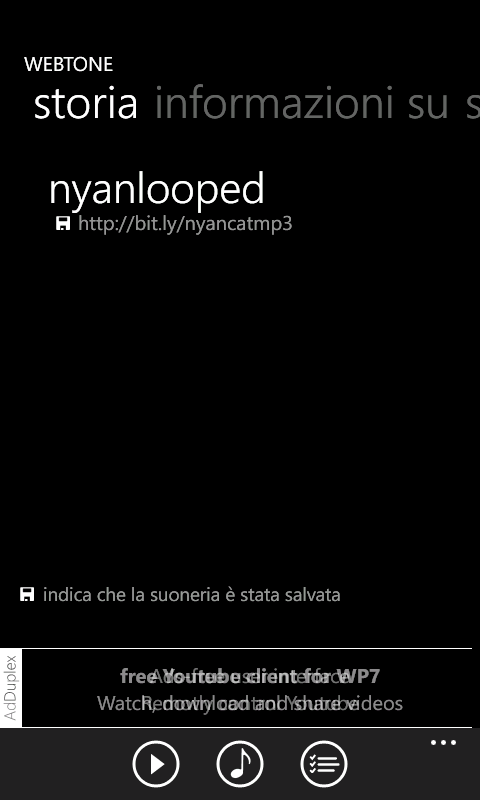 WEBTONE
storia informazioni su s
nyanlooped
http://bit.ly/nyancatmp3
indica che la suoneria è stata salvata
AdDuplex
free Youtube client for WP7
Watch, download and share videos